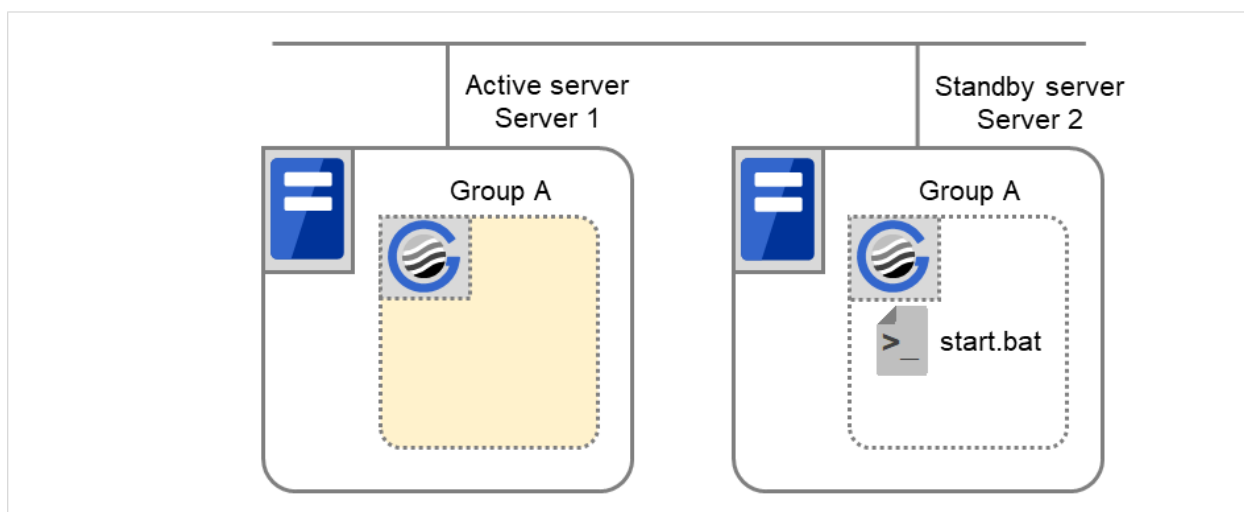 Active server
Server 1
Standby server
Server 2
Group A
Group A
>_ start.bat